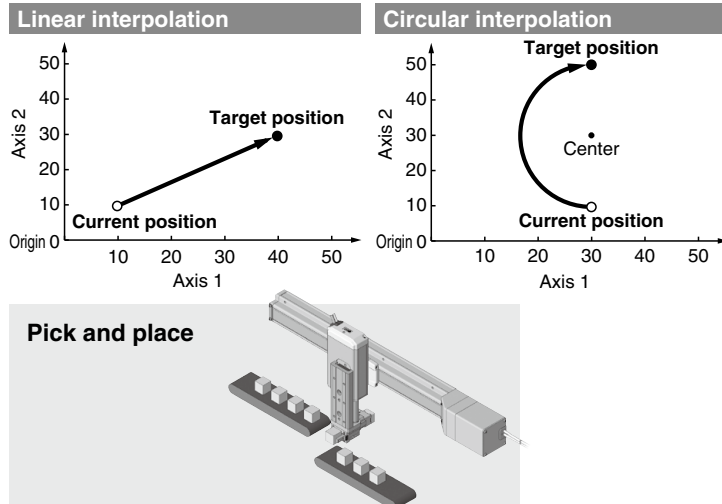 Linear interpolation
Axis 2
50
40
30
20
10
Origin 0
Target position
Current position
10 20 30 40 50
Axis 1
Circular interpolation
Axis 2
50
40
30
20
10
Origin 0
Target position
Center
Current position
10 20 30 40 50
Axis 1
Pick and place